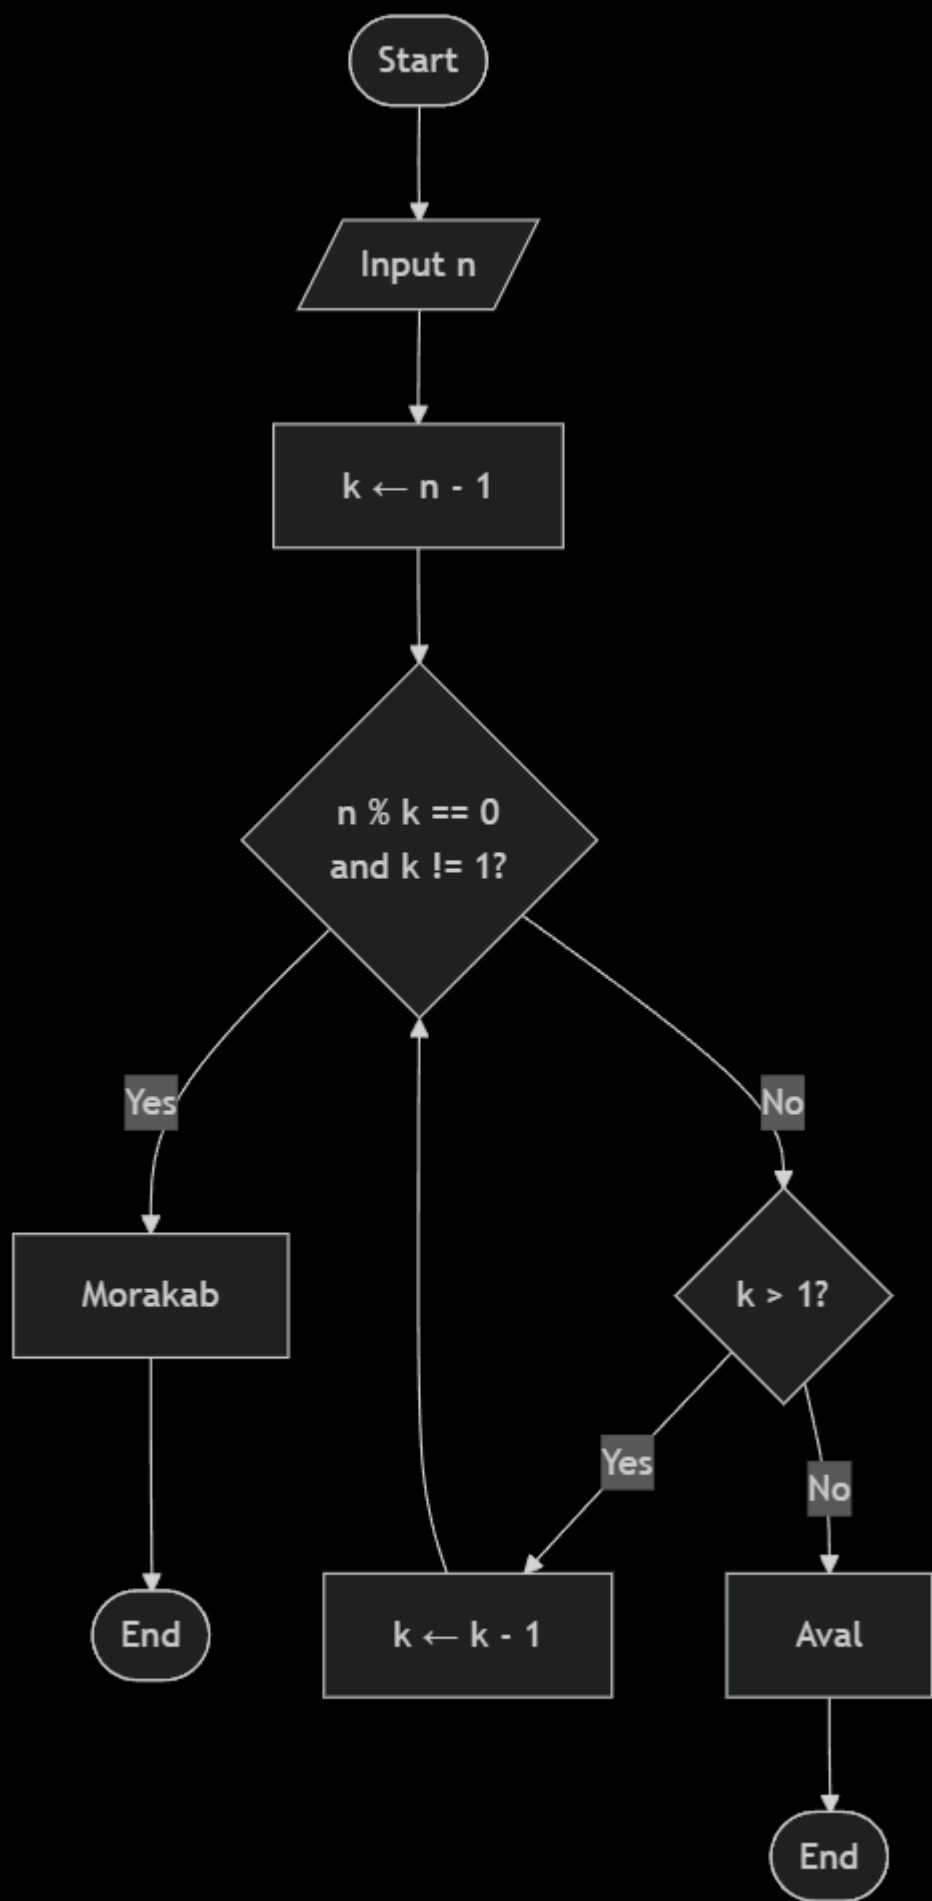 Start
Input n
k ← n - 1
n % k == 0
and k != 1?
Yes
No
Morakab
k > 1?
Yes
No
End
k ← k - 1
Aval
End